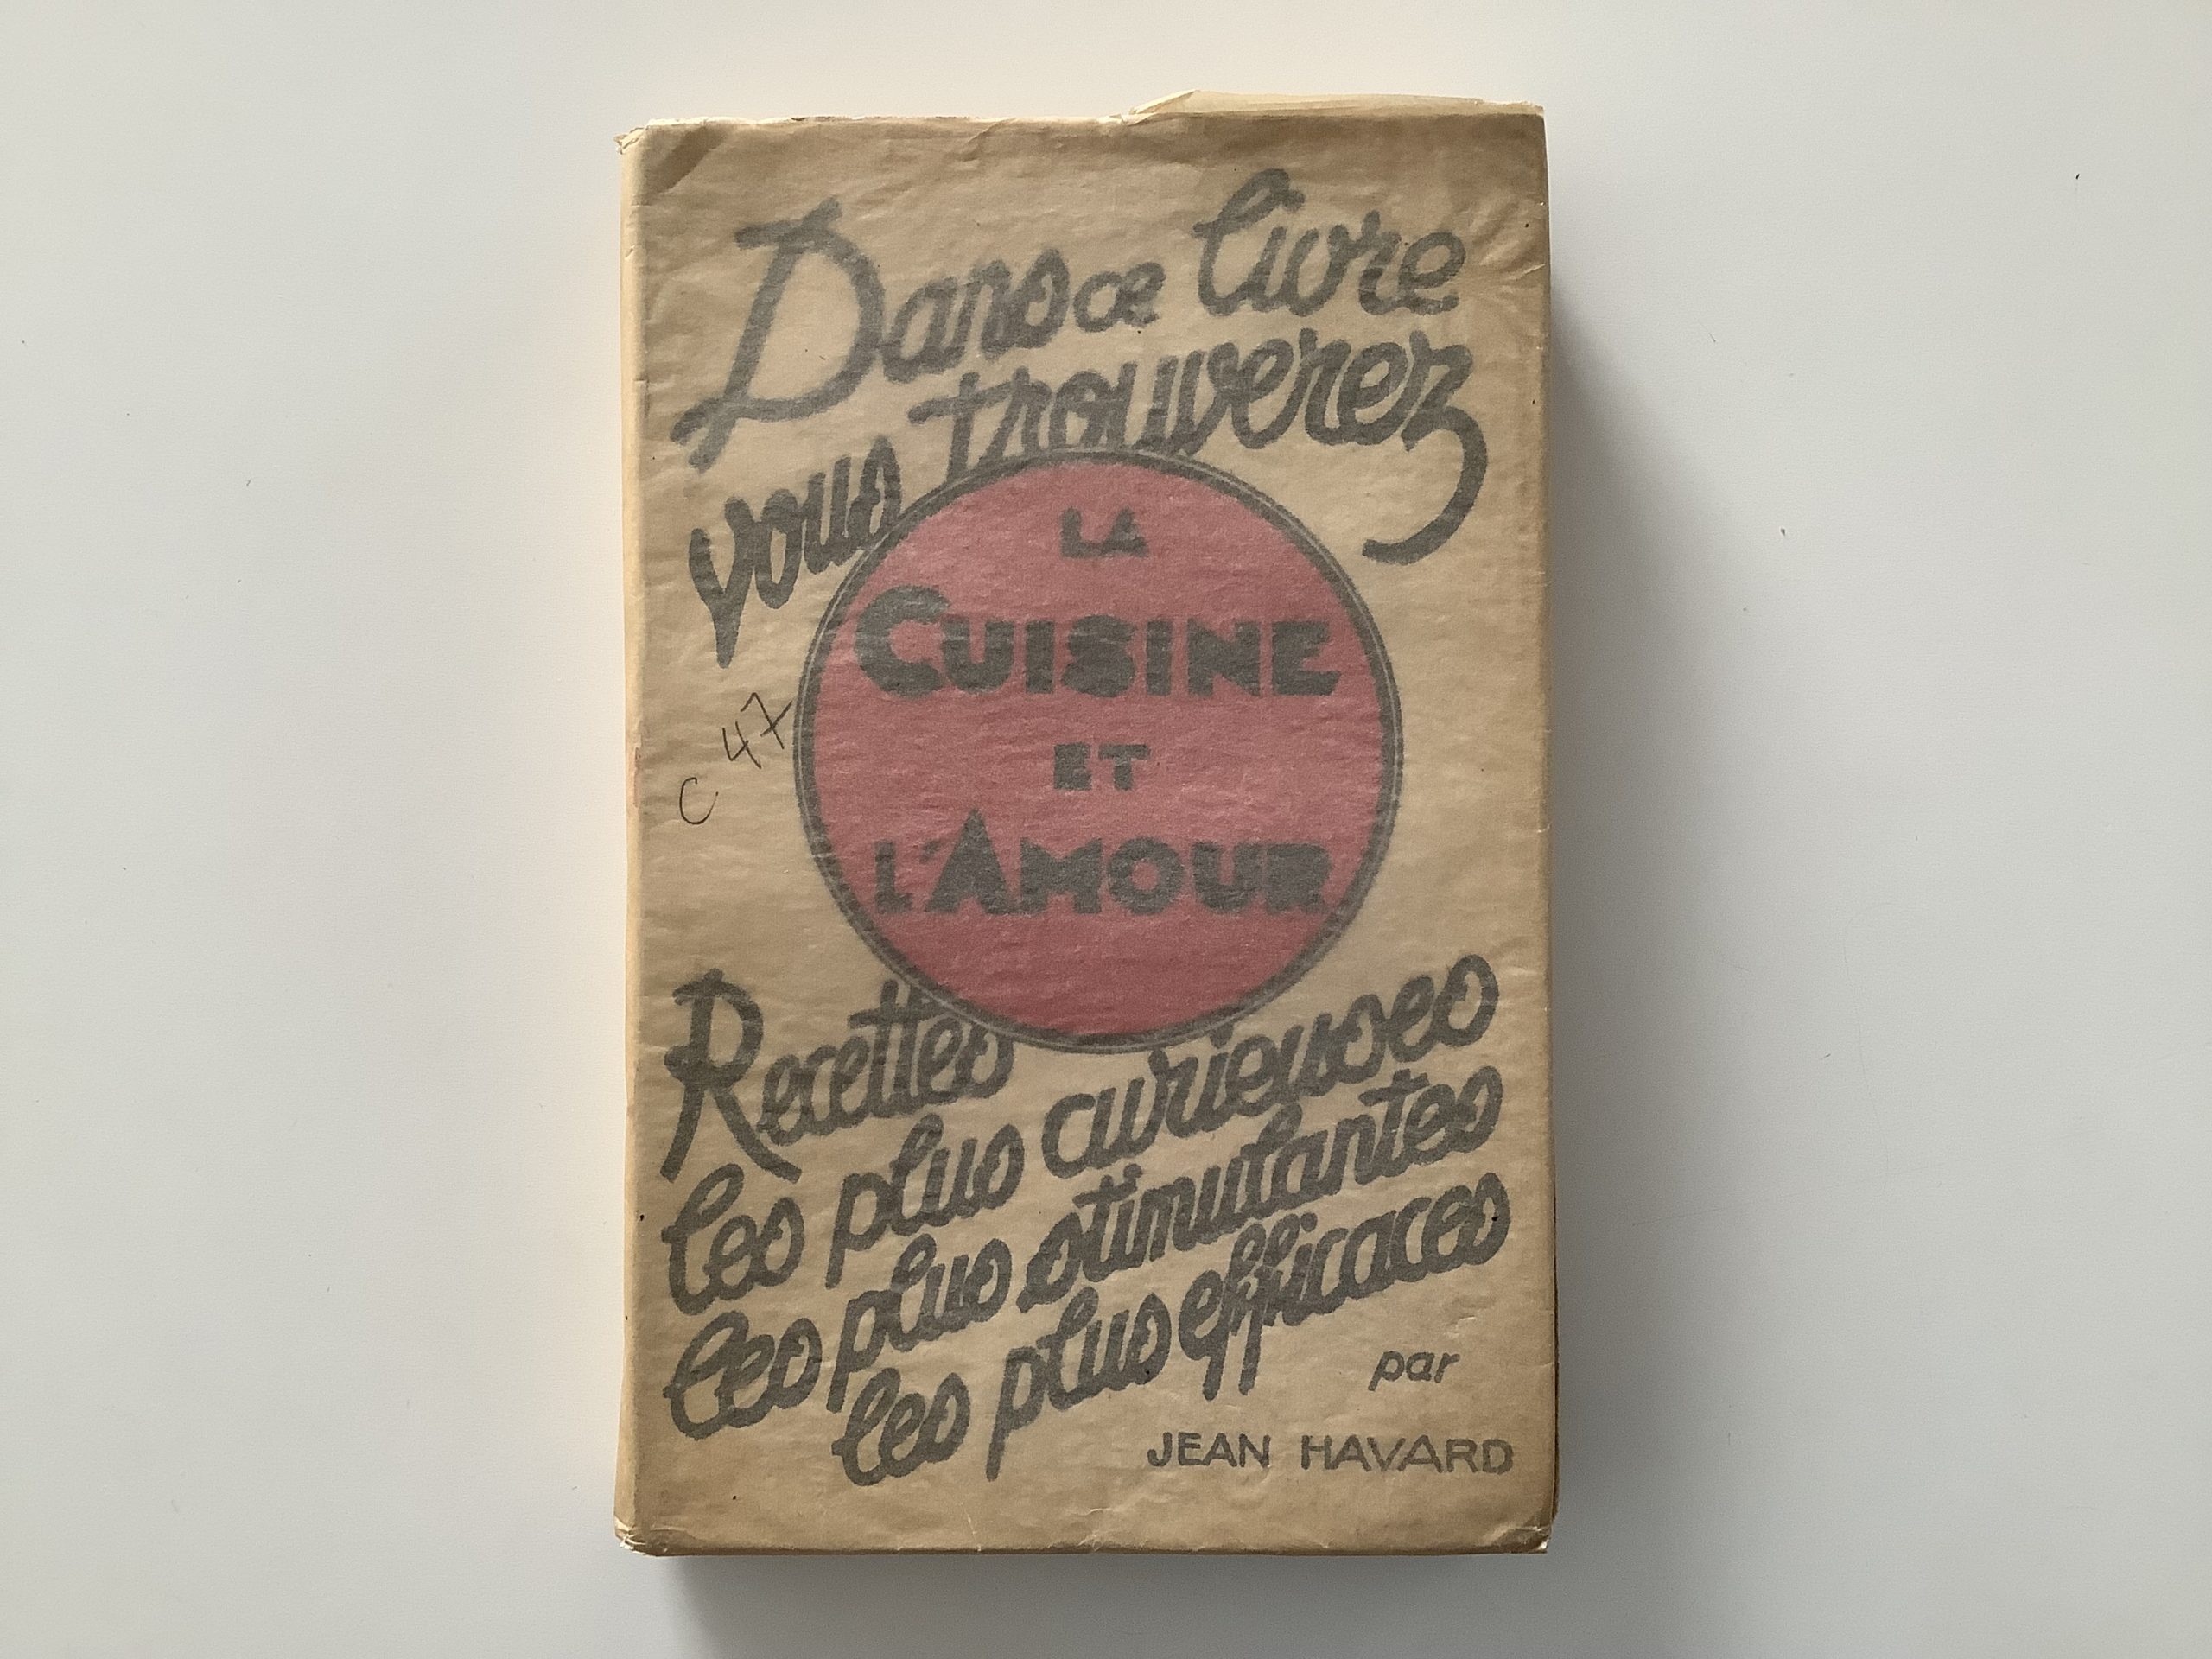 Dans ce livre
vous trouverez
LA
CUISINE
ET
L'AMOUR
C 47
Recettes
les plus curieuses
les plus stimulantes
les plus efficaces
par
JEAN HAVARD